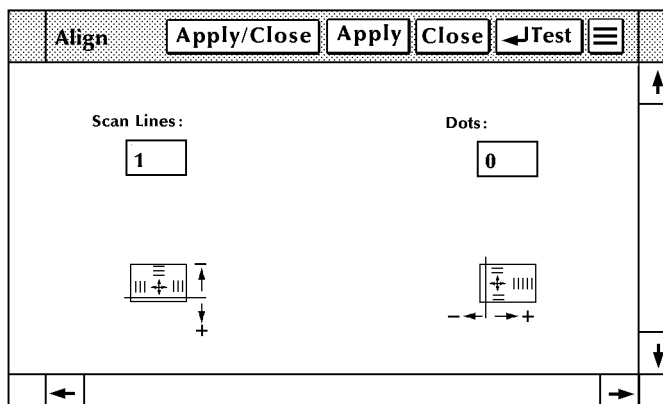 Align Apply/Close Apply Close Test
Scan Lines: Dots:
1 0
− 
+
− +